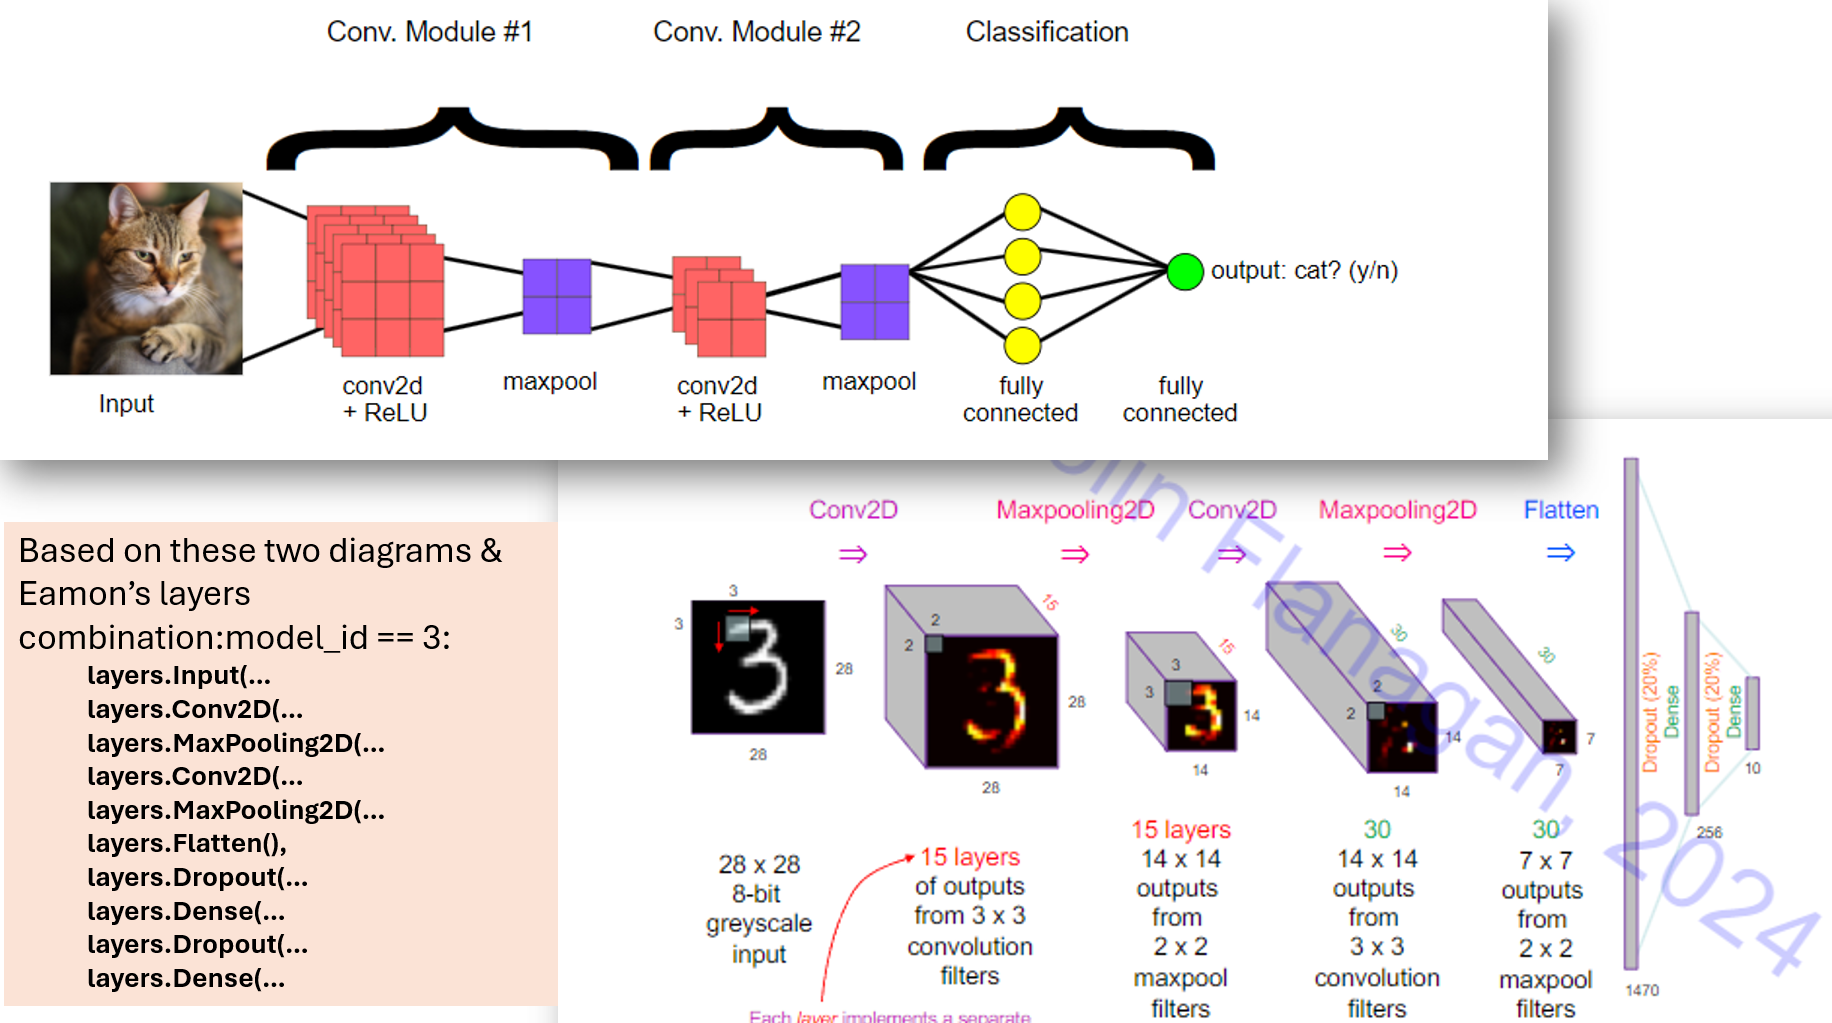 Conv. Module #1
Conv. Module #2
Classification
Input
conv2d
+ ReLU
maxpool
conv2d
+ ReLU
maxpool
fully
connected
fully
connected
output: cat? (y/n)
Based on these two diagrams &
Eamon's layers
combination:model_id == 3:
layers.Input(...
layers.Conv2D(...
layers.MaxPooling2D(...
layers.Conv2D(...
layers.MaxPooling2D(...
layers.Flatten(),
layers.Dropout(...
layers.Dense(...
layers.Dropout(...
layers.Dense(...
Conv2D
⇒
Maxpooling2D
⇒
Conv2D
⇒
Maxpooling2D
⇒
Flatten
⇒
3
3
28
28
2
2
15
28
28
3
3
15
14
14
2
2
30
14
14
30
7
7
Dropout (20%)
Dense
Dropout (20%)
Dense
1470
256
10
28 x 28
8-bit
greyscale
input
15 layers
of outputs
from 3 x 3
convolution
filters
15 layers
14 x 14
outputs
from
2 x 2
maxpool
filters
30
14 x 14
outputs
from
3 x 3
convolution
filters
30
7 x 7
outputs
from
2 x 2
maxpool
filters
Each layer implements a separate
Flanagan, 2024